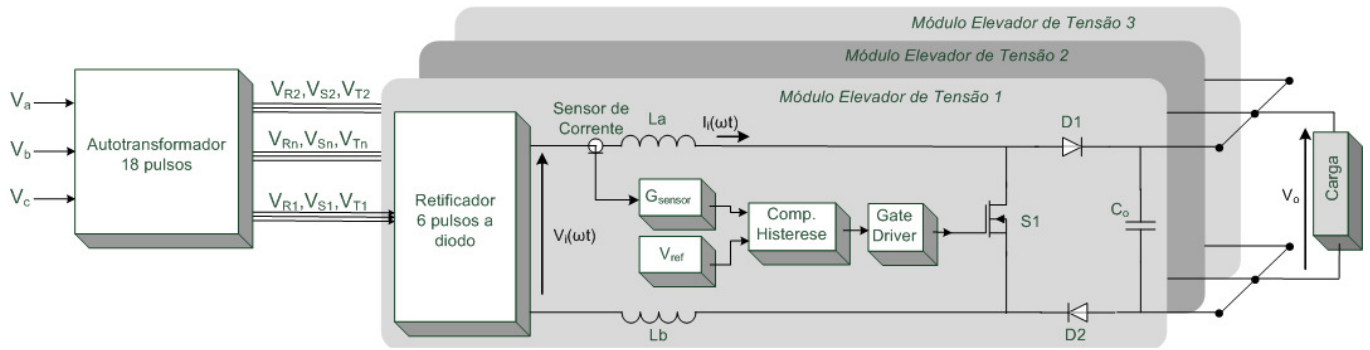 Módulo Elevador de Tensão 3
Módulo Elevador de Tensão 2
Módulo Elevador de Tensão 1
Va
Vb
Vc
Autotransformador
18 pulsos
VR2,VS2,VT2
VRn,VSn,VTn
VR1,VS1,VT1
Retificador
6 pulsos a
diodo
Sensor de
Corrente
La
Ii(ωt)
D1
Vi(ωt)
Gsensor
Vref
Comp.
Histerese
Gate
Driver
S1
Co
Lb
D2
Vo
Carga